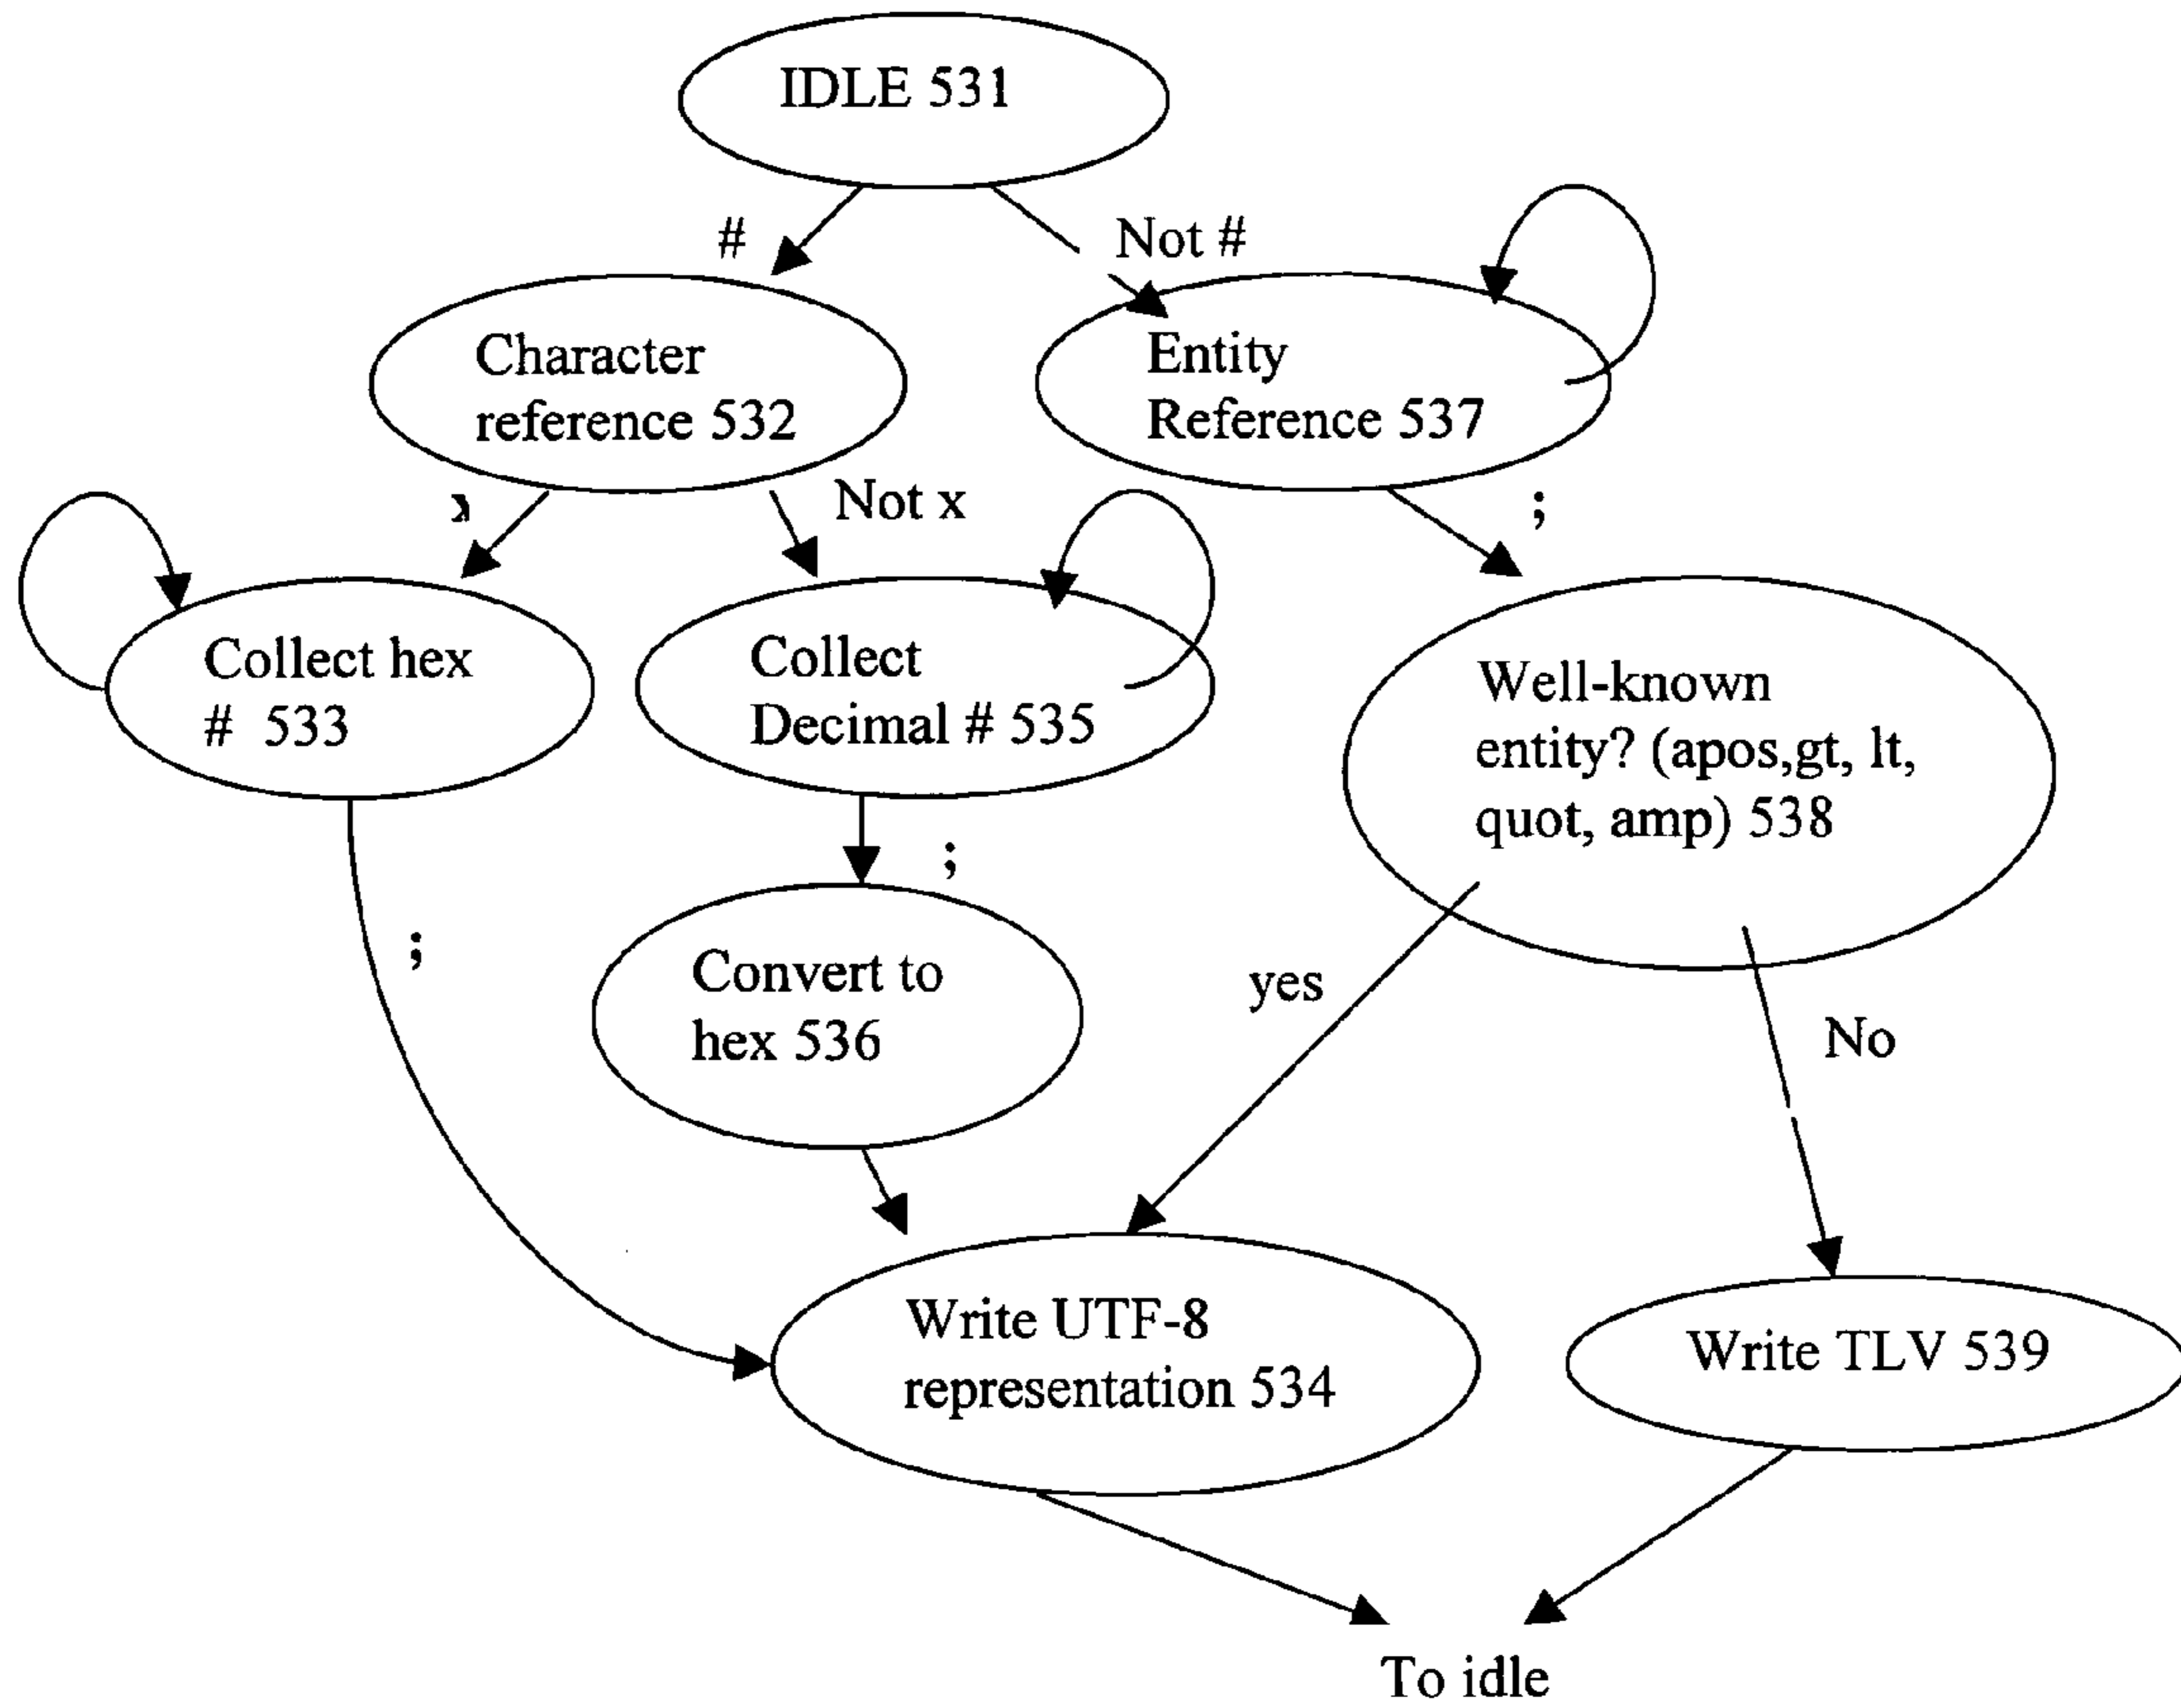 IDLE 531
#
Not #
Character
reference 532
Entity
Reference 537
Not x
;
Collect hex
# 533
Collect
Decimal # 535
Well-known
entity? (apos,gt, lt,
quot, amp) 538
;
;
Convert to
hex 536
yes
No
Write UTF-8
representation 534
Write TLV 539
To idle